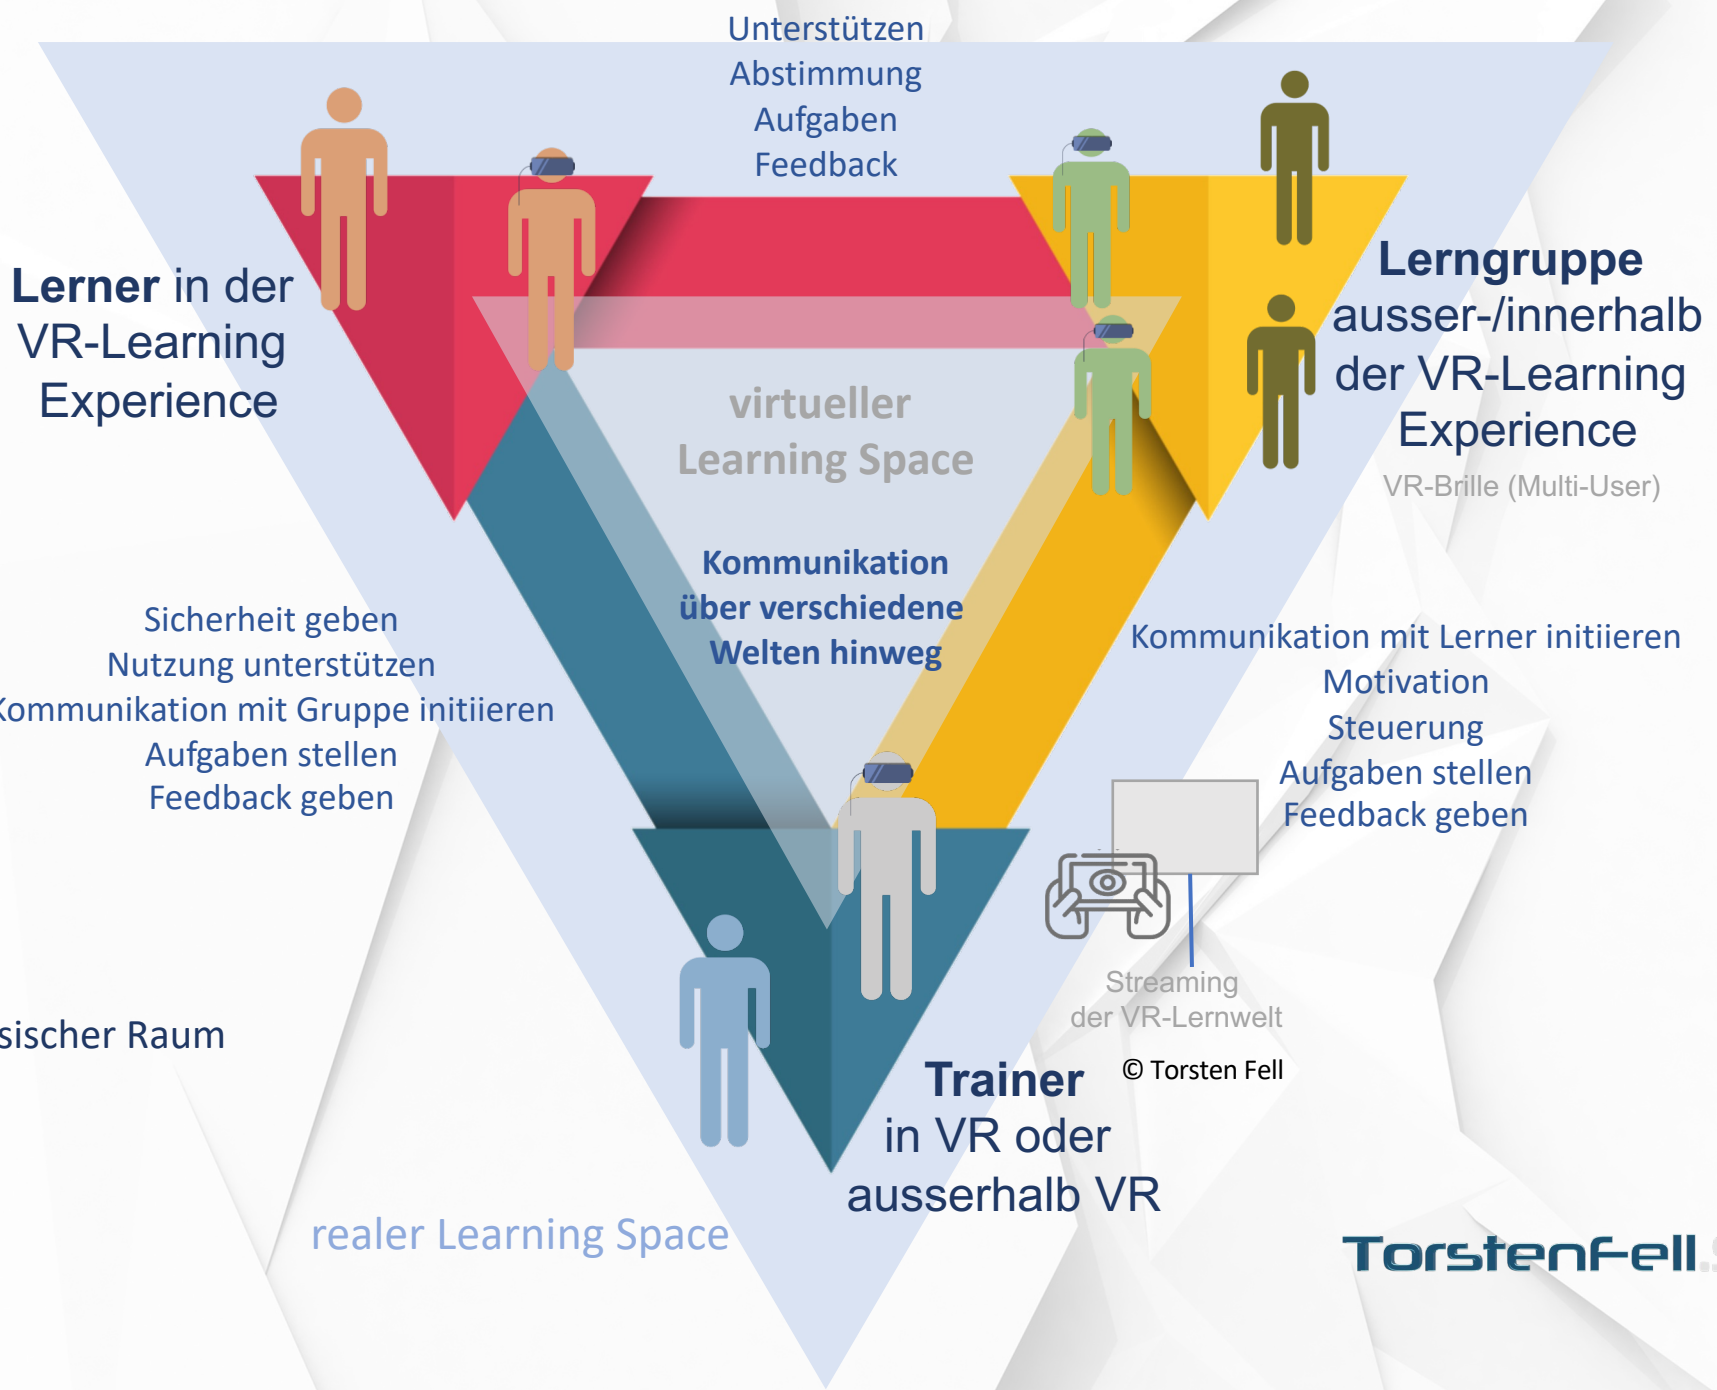 Unterstützen
Abstimmung
Aufgaben
Feedback
Lerner in der
VR-Learning
Experience
Lerngruppe
ausser-/innerhalb
der VR-Learning
Experience
VR-Brille (Multi-User)
virtueller
Learning Space
Kommunikation
über verschiedene
Welten hinweg
Sicherheit geben
Nutzung unterstützen
Kommunikation mit Gruppe initiieren
Aufgaben stellen
Feedback geben
Kommunikation mit Lerner initiieren
Motivation
Steuerung
Aufgaben stellen
Feedback geben
Streaming
der VR-Lernwelt
© Torsten Fell
sischer Raum
Trainer
in VR oder
ausserhalb VR
realer Learning Space
TorstenFell.